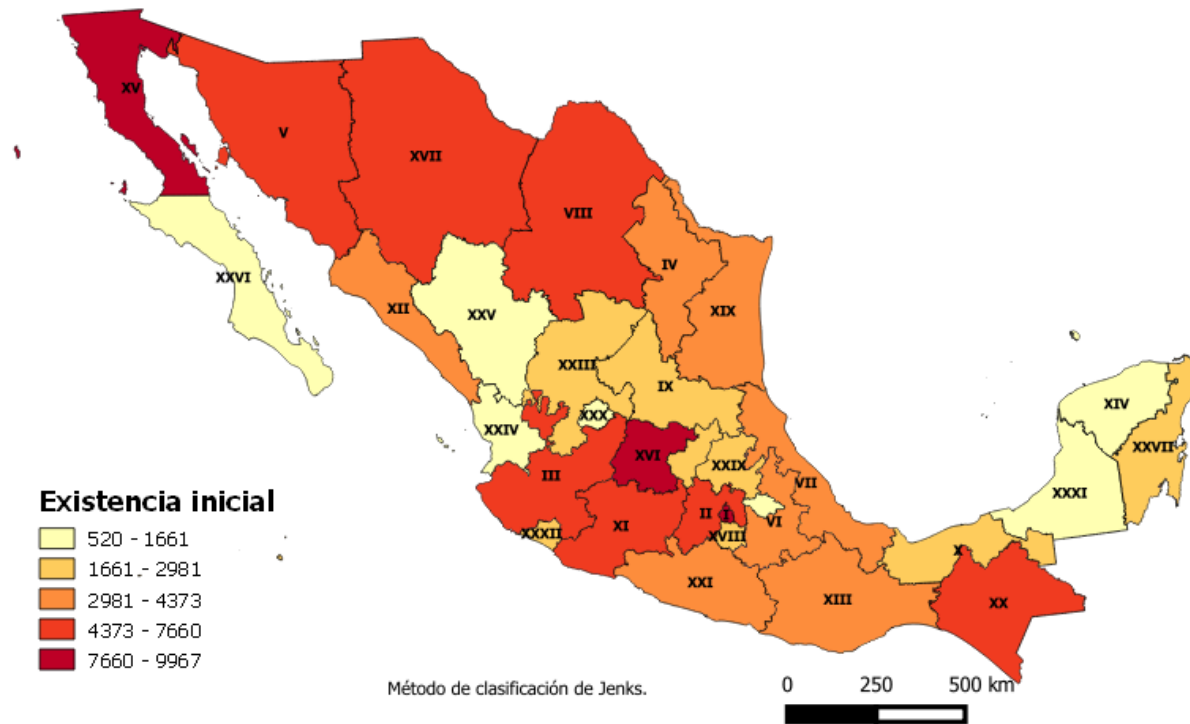 XV
V
XVII
VIII
IV
XXVI
XII
XXV
XIX
XXIII
IX
XXX
XXIV
XIV
XXVII
XVI
XXIX
III
VII
XXXI
Existencia inicial
520 - 1661
1661 - 2981
2981 - 4373
4373 - 7660
7660 - 9967
II
I
XI
VI
XXXII
XVIII
X
XXI
XIII
XX
Método de clasificación de Jenks.
0 250 500 km